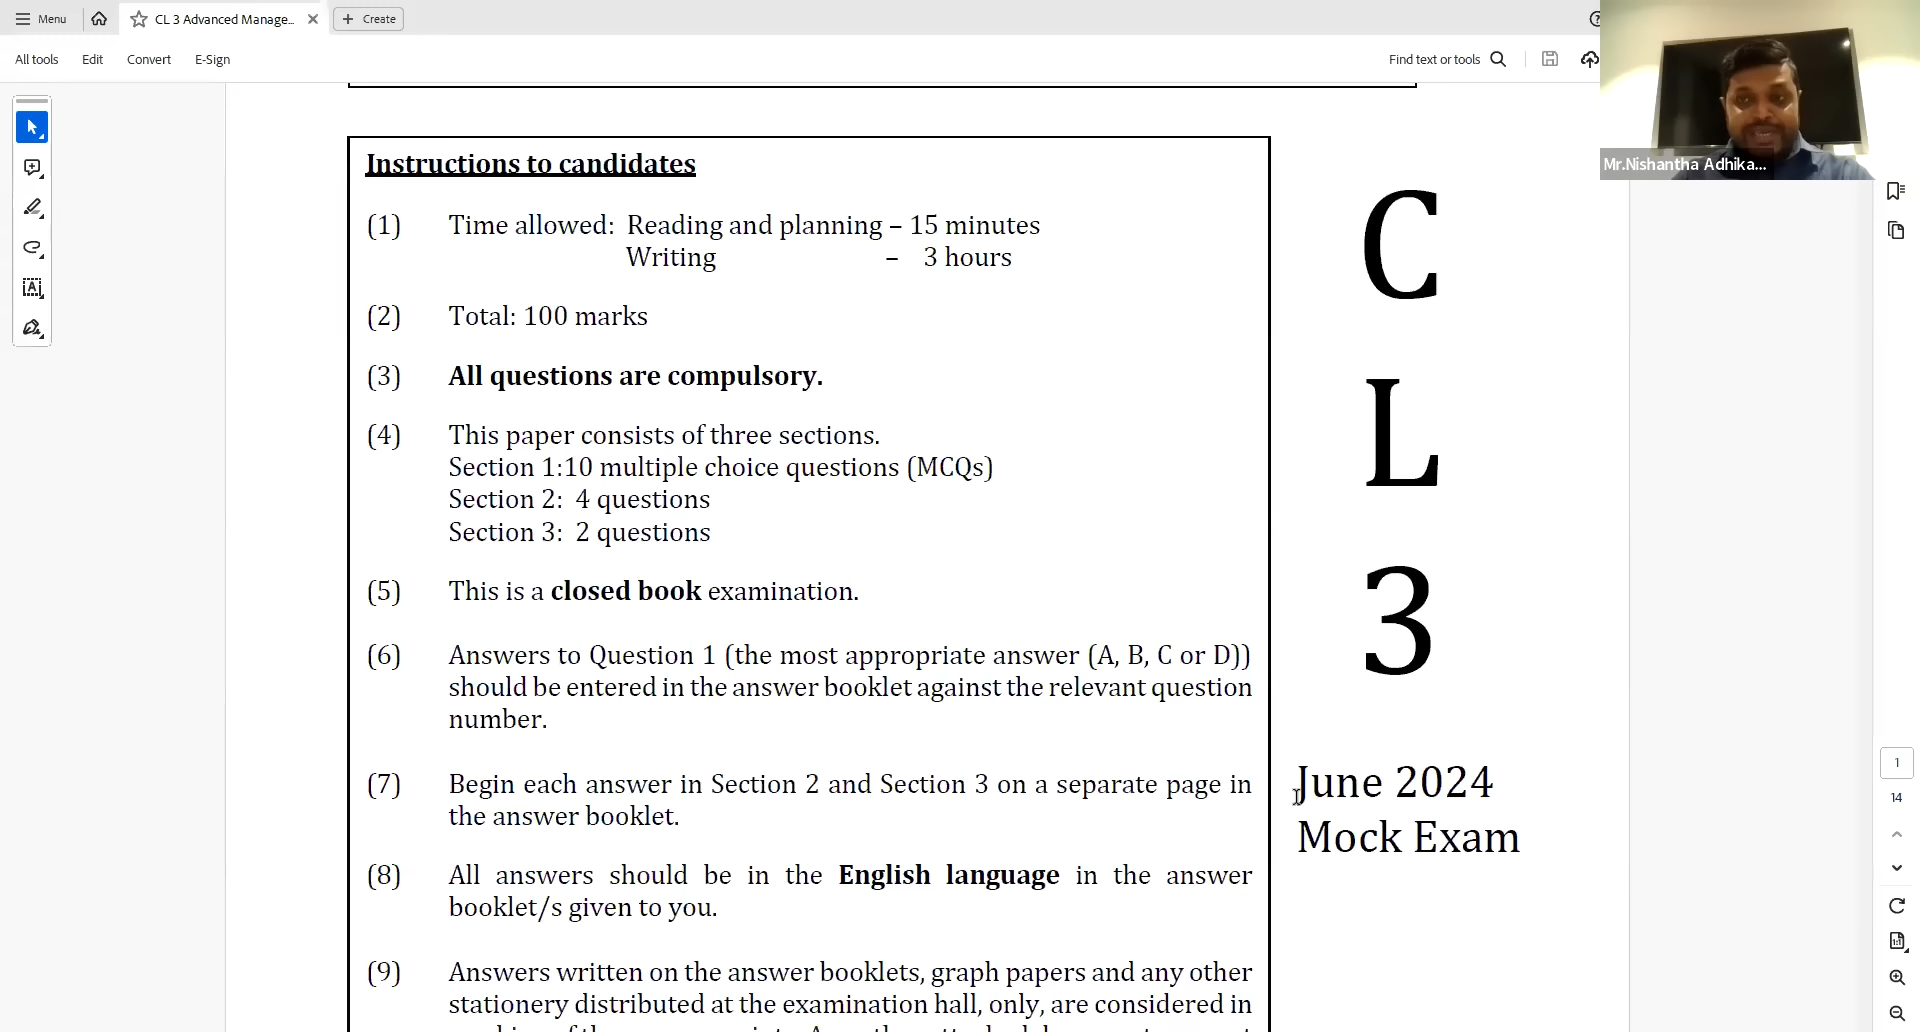 Menu
CL 3 Advanced Manage...
Create
All tools
Edit
Convert
E-Sign
Find text or tools
Mr.Nishantha Adhika...
Instructions to candidates
(1) Time allowed: Reading and planning – 15 minutes
Writing – 3 hours
(2) Total: 100 marks
(3) All questions are compulsory.
(4) This paper consists of three sections.
Section 1:10 multiple choice questions (MCQs)
Section 2: 4 questions
Section 3: 2 questions
(5) This is a closed book examination.
(6) Answers to Question 1 (the most appropriate answer (A, B, C or D))
should be entered in the answer booklet against the relevant question
number.
(7) Begin each answer in Section 2 and Section 3 on a separate page in
the answer booklet.
(8) All answers should be in the English language in the answer
booklet/s given to you.
(9) Answers written on the answer booklets, graph papers and any other
stationery distributed at the examination hall, only, are considered in
C
L
3
June 2024
Mock Exam
1
14